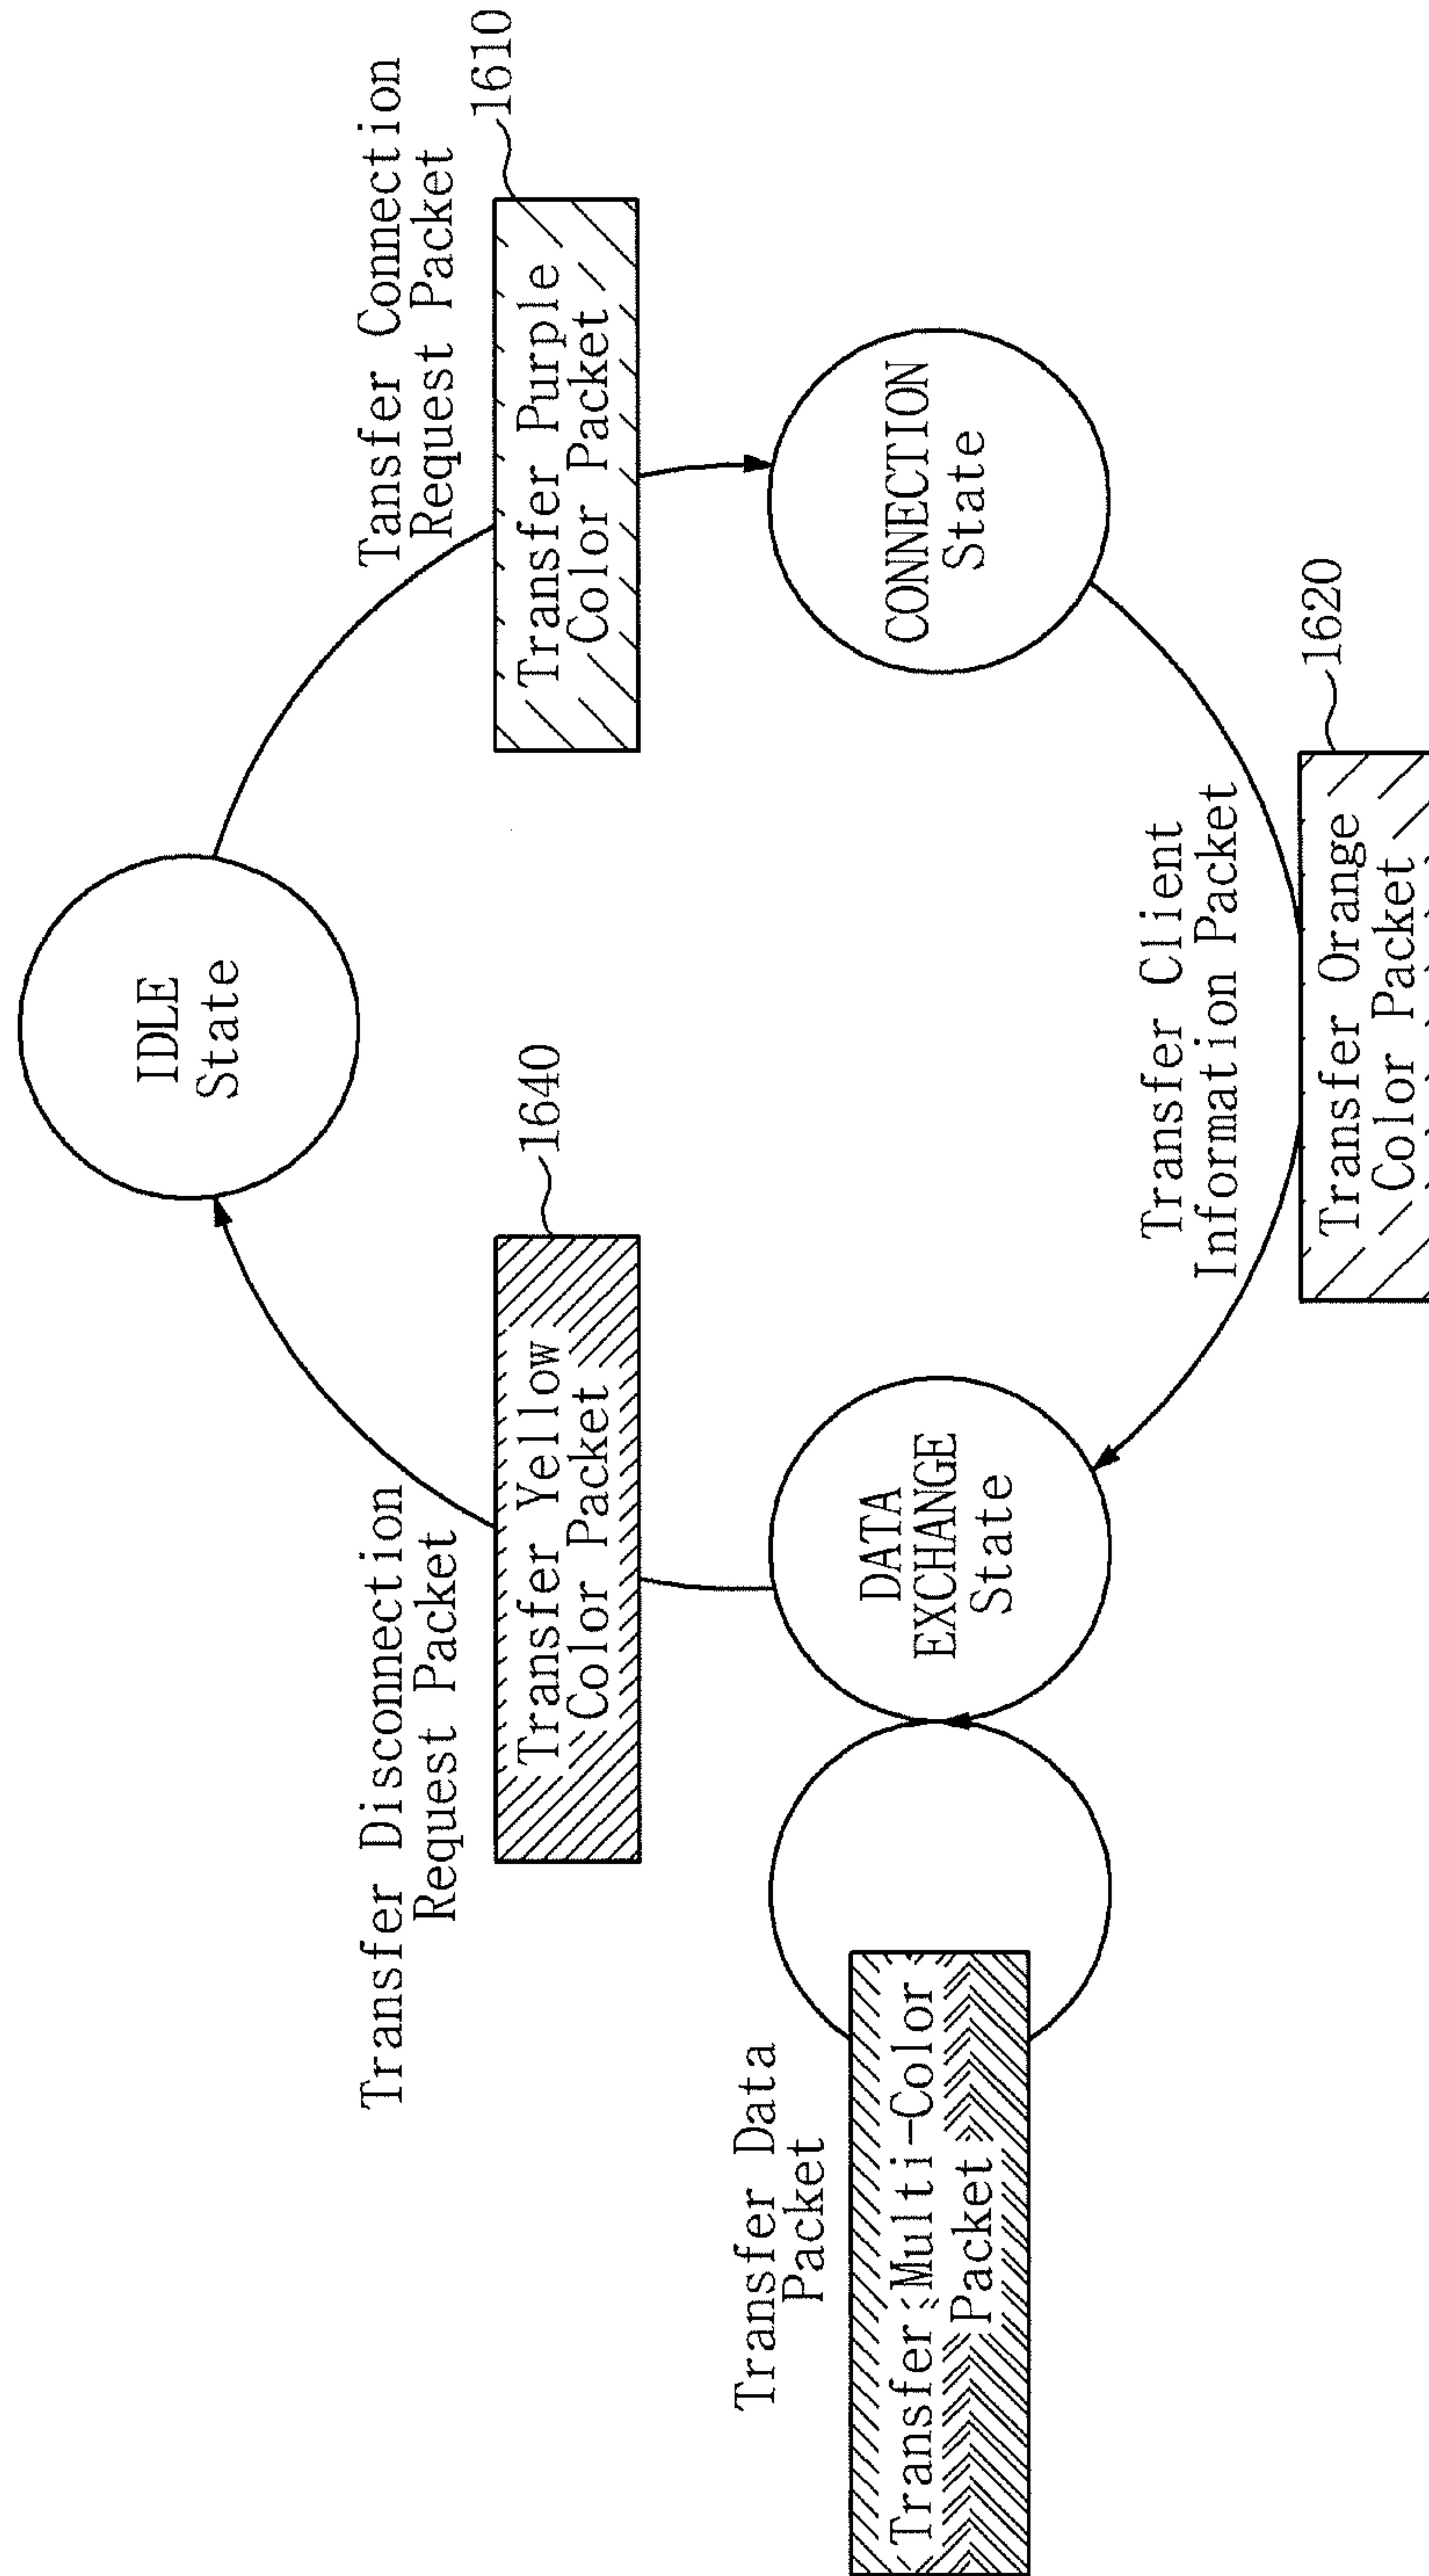 IDLE
State
Tansfer Connection
Request Packet
1610
Transfer Purple
Color Packet
CONNECTION
State
1620
Transfer Client
Information Packet
Transfer Orange
Color Packet
DATA
EXCHANGE
State
Transfer Data
Packet
Transfer Multi-Color
Packet
Transfer Disconnection
Request Packet
1640
Transfer Yellow
Color Packet